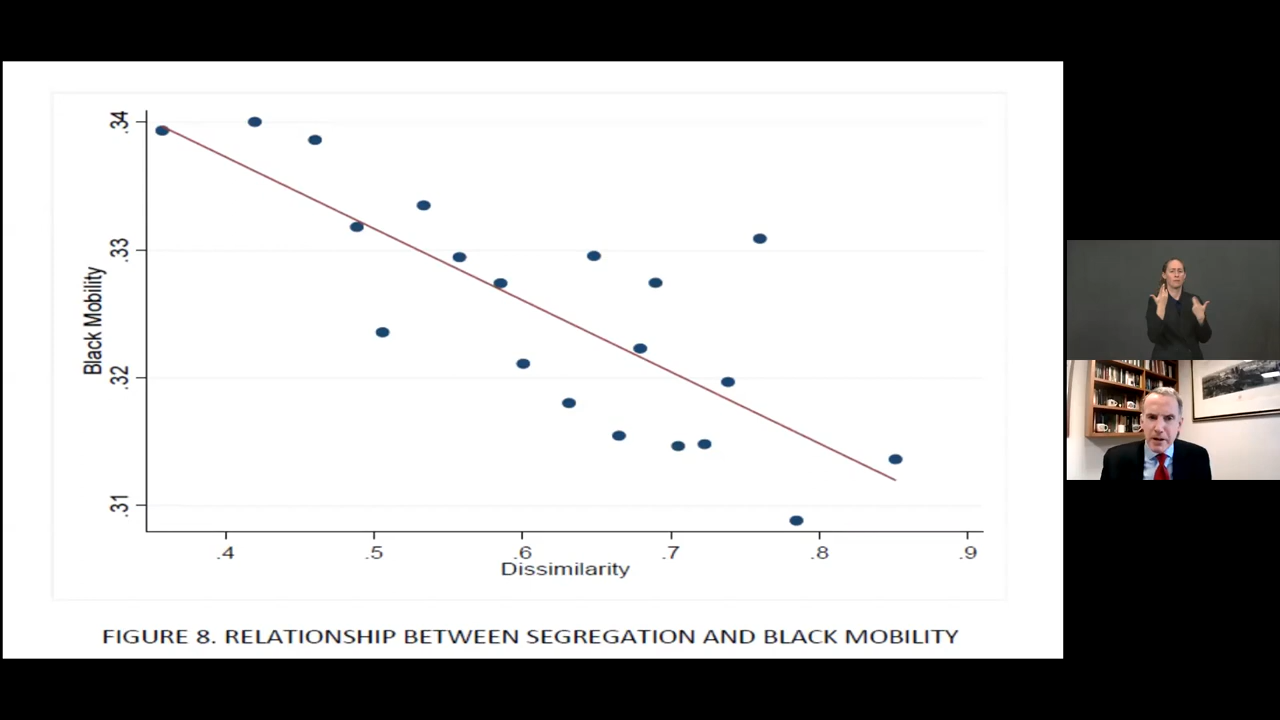 .34
.33
.32
.31
Black Mobility
.4 .5 .6 .7 .8 .9
Dissimilarity
FIGURE 8. RELATIONSHIP BETWEEN SEGREGATION AND BLACK MOBILITY